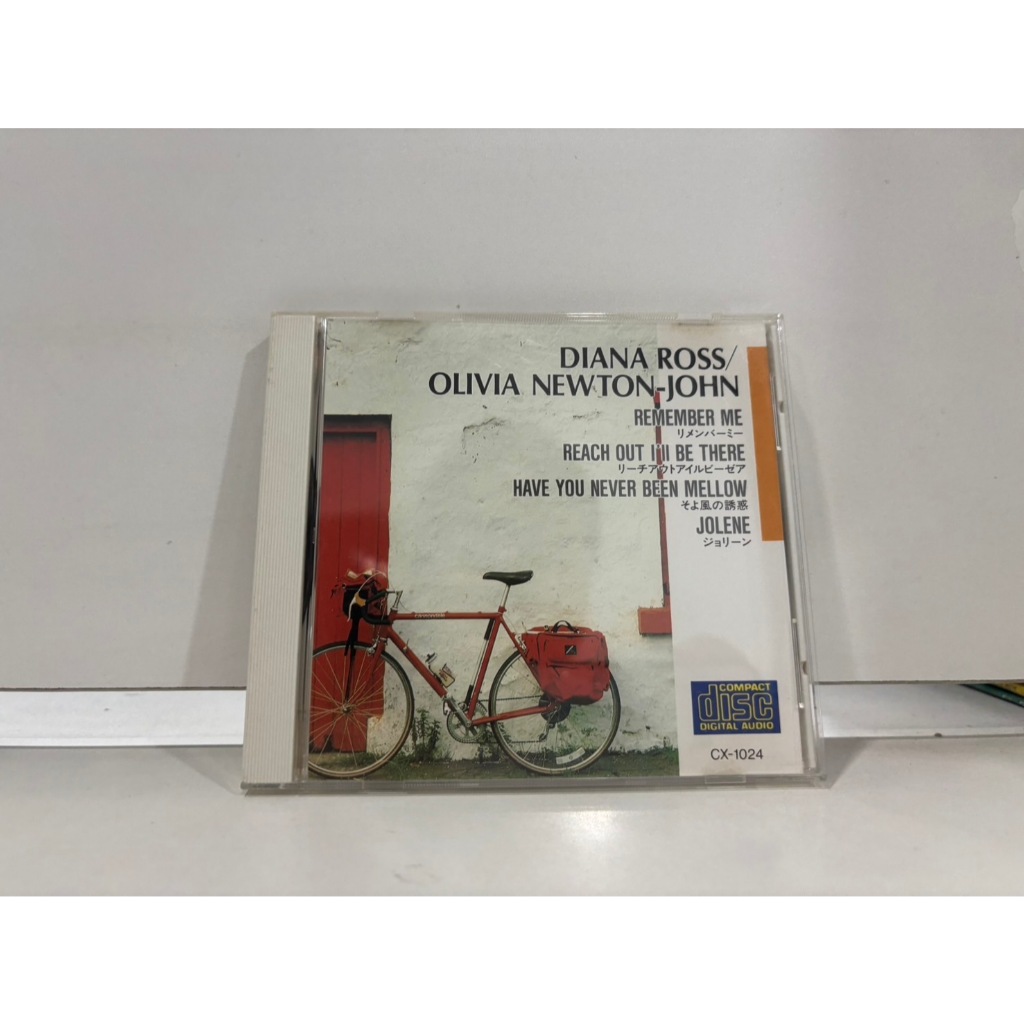 DIANA ROSS/
OLIVIA NEWTON-JOHN
REMEMBER ME
リメンバーミー
REACH OUT I'll BE THERE
リーチアウトアイルビーゼア
HAVE YOU NEVER BEEN MELLOW
そよ風の誘惑
JOLENE
ジョリーン
COMPACT
disc
DIGITAL AUDIO
CX-1024